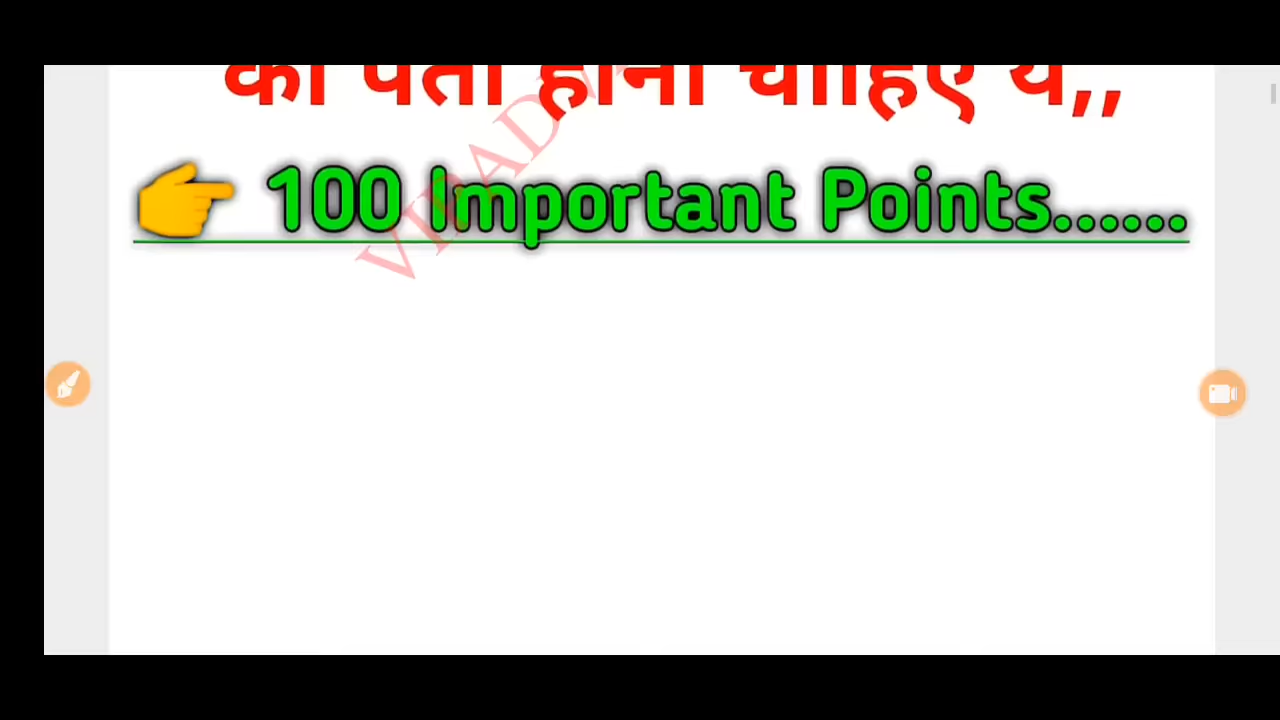 को पता होना चाहिए ये,,
👉 100 Important Points......